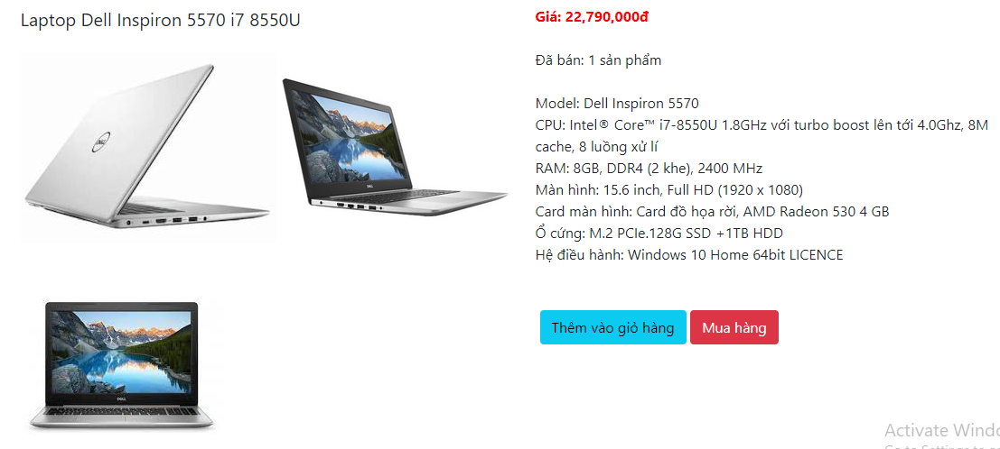 Laptop Dell Inspiron 5570 i7 8550U
Giá: 22,790,000đ
Đã bán: 1 sản phẩm
Model: Dell Inspiron 5570
CPU: Intel® Core™ i7-8550U 1.8GHz với turbo boost lên tới 4.0Ghz, 8M
cache, 8 luồng xử lí
RAM: 8GB, DDR4 (2 khe), 2400 MHz
Màn hình: 15.6 inch, Full HD (1920 x 1080)
Card màn hình: Card đồ họa rời, AMD Radeon 530 4 GB
Ổ cứng: M.2 PCIe.128G SSD +1TB HDD
Hệ điều hành: Windows 10 Home 64bit LICENCE
Thêm vào giỏ hàng
Mua hàng
DELL
DELL
Activate Windo